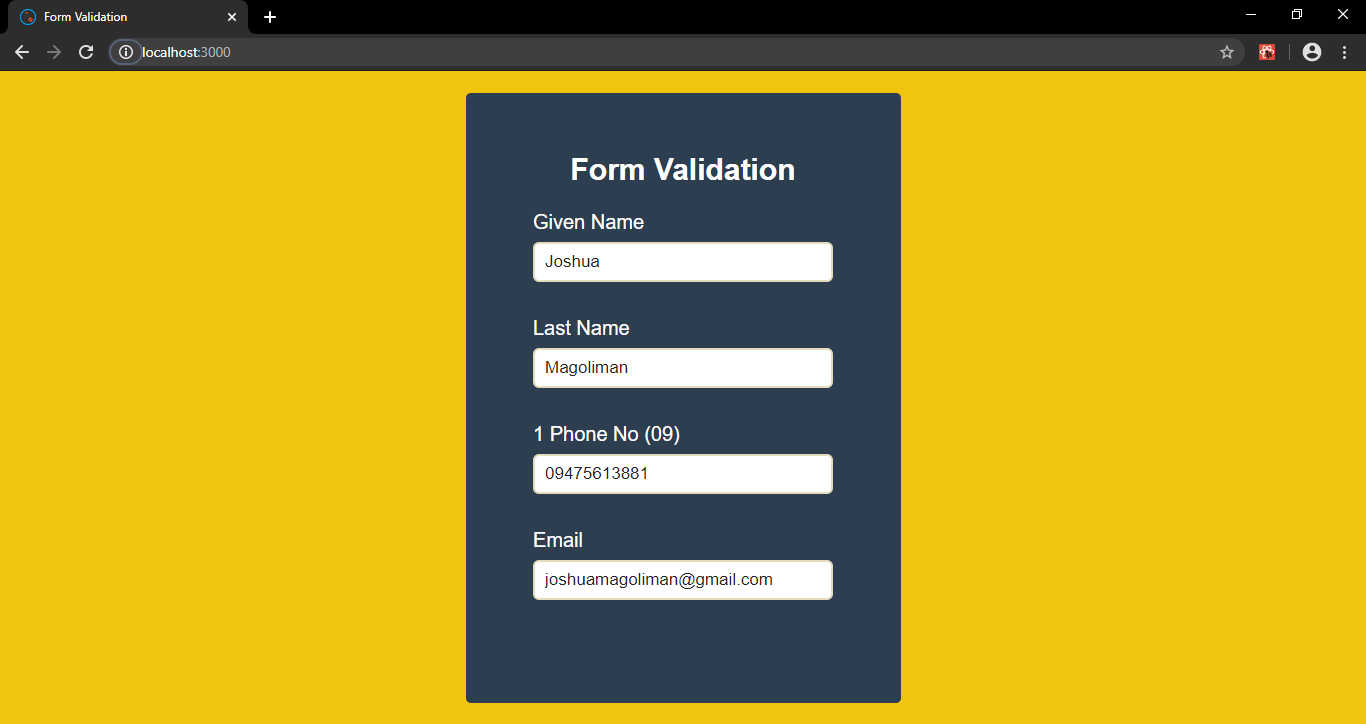 Form Validation
localhost:3000
Form Validation
Given Name
Joshua
Last Name
Magoliman
1 Phone No (09)
09475613881
Email
joshuamagoliman@gmail.com